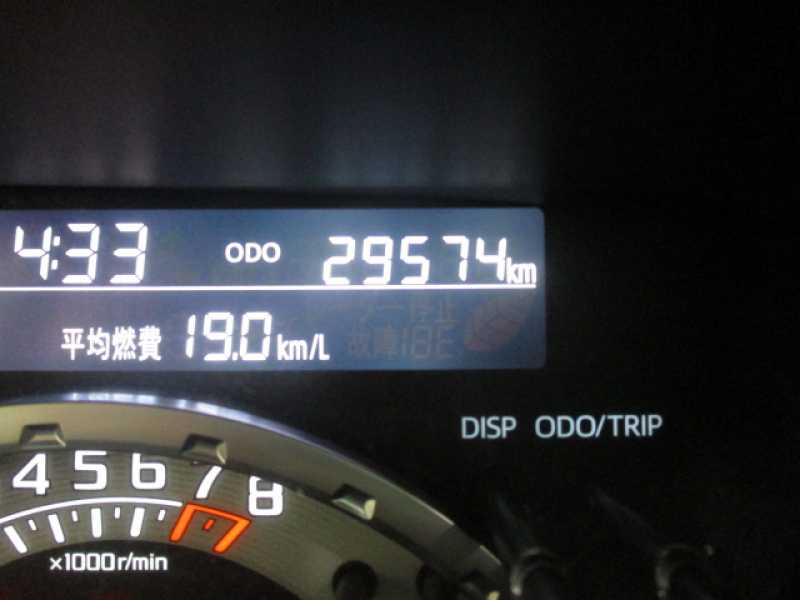 4:33 ODO 29574km
平均燃費 19.0km/L
DISP ODO/TRIP
4 5 6 7 8
×1000r/min